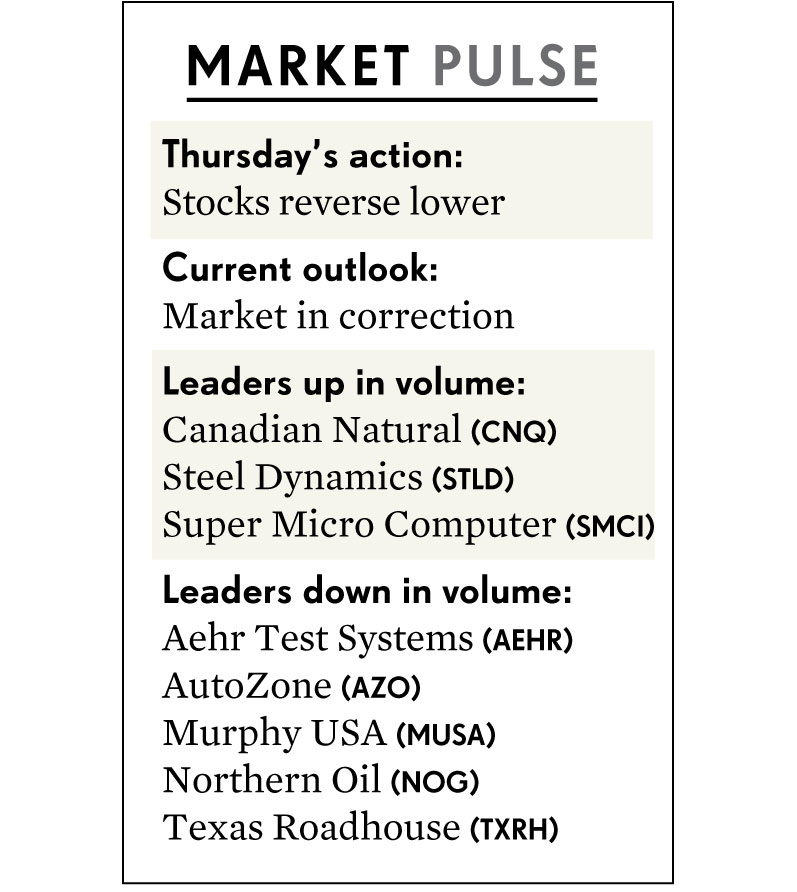 MARKET PULSE
Thursday’s action:
Stocks reverse lower
Current outlook:
Market in correction
Leaders up in volume:
Canadian Natural (CNQ)
Steel Dynamics (STLD)
Super Micro Computer (SMCI)
Leaders down in volume:
Aehr Test Systems (AEHR)
AutoZone (AZO)
Murphy USA (MUSA)
Northern Oil (NOG)
Texas Roadhouse (TXRH)